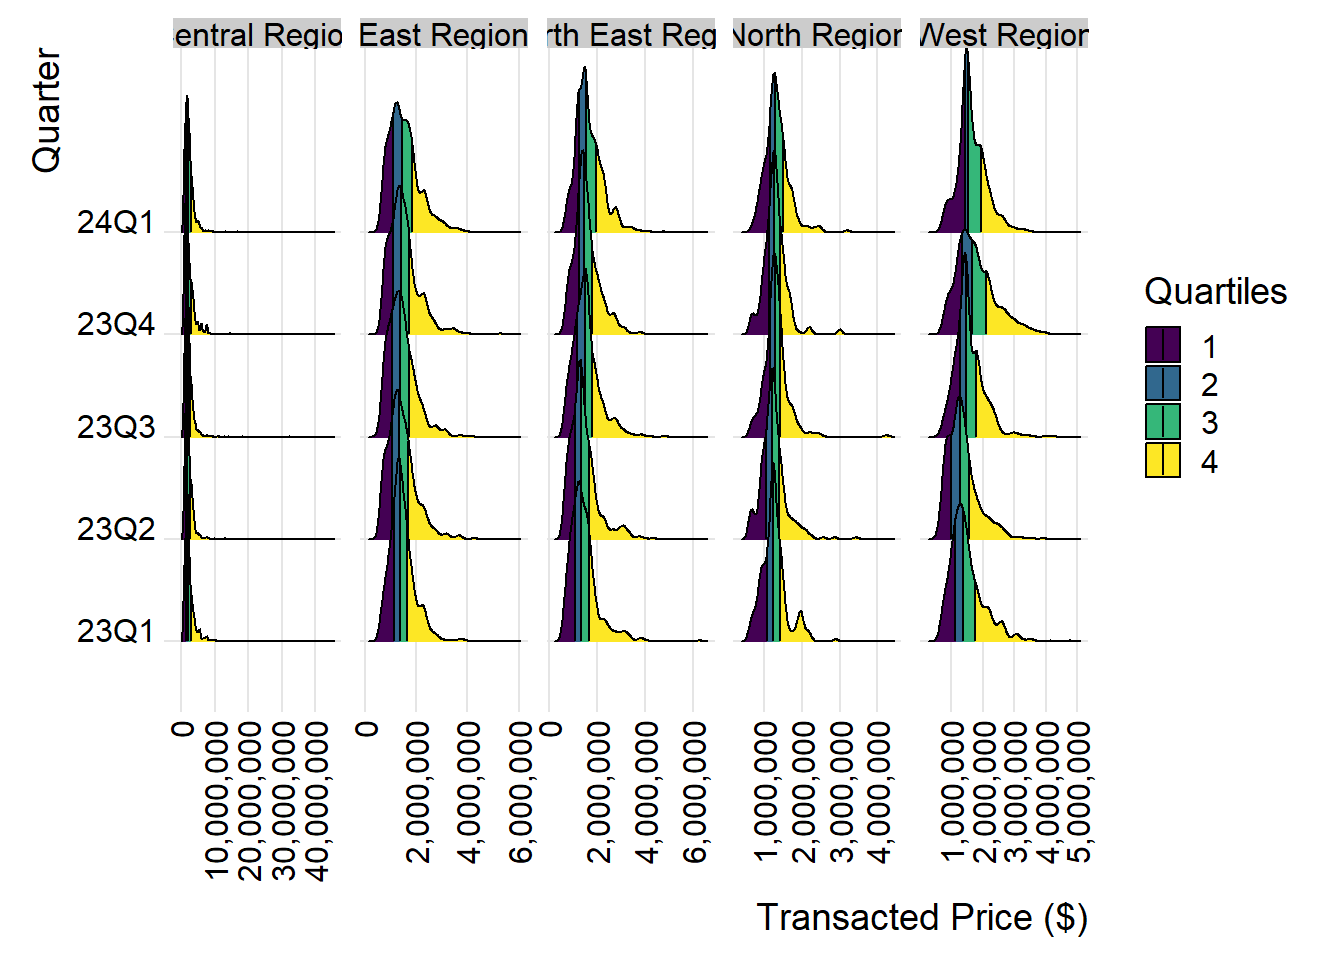 entral Regio
East Region
rth East Reg
North Region
West Region
Quarter
24Q1
23Q4
23Q3
23Q2
23Q1
Quartiles
1
2
3
4
0
10,000,000
20,000,000
30,000,000
40,000,000
0
2,000,000
4,000,000
6,000,000
0
2,000,000
4,000,000
6,000,000
1,000,000
2,000,000
3,000,000
4,000,000
1,000,000
2,000,000
3,000,000
4,000,000
5,000,000
Transacted Price ($)